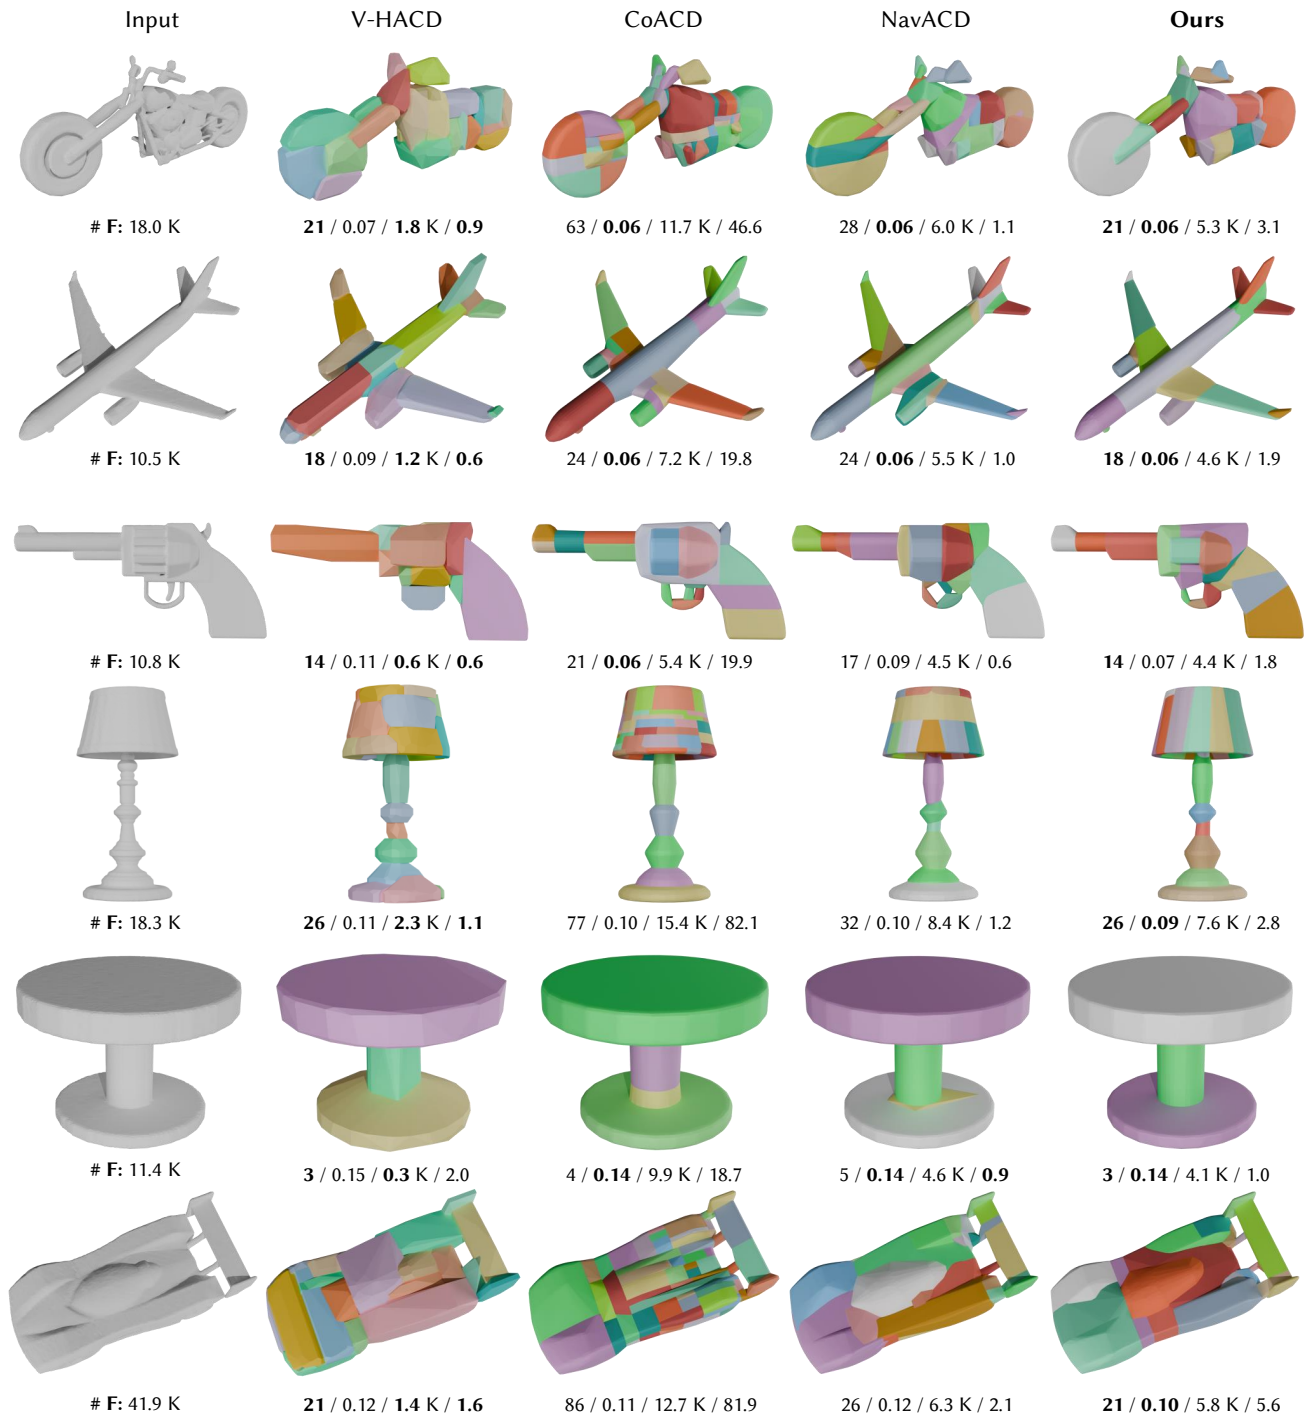 Input V-HACD CoACD NavACD Ours
# F: 18.0 K 21 / 0.07 / 1.8 K / 0.9 63 / 0.06 / 11.7 K / 46.6 28 / 0.06 / 6.0 K / 1.1 21 / 0.06 / 5.3 K / 3.1
# F: 10.5 K 18 / 0.09 / 1.2 K / 0.6 24 / 0.06 / 7.2 K / 19.8 24 / 0.06 / 5.5 K / 1.0 18 / 0.06 / 4.6 K / 1.9
# F: 10.8 K 14 / 0.11 / 0.6 K / 0.6 21 / 0.06 / 5.4 K / 19.9 17 / 0.09 / 4.5 K / 0.6 14 / 0.07 / 4.4 K / 1.8
# F: 18.3 K 26 / 0.11 / 2.3 K / 1.1 77 / 0.10 / 15.4 K / 82.1 32 / 0.10 / 8.4 K / 1.2 26 / 0.09 / 7.6 K / 2.8
# F: 11.4 K 3 / 0.15 / 0.3 K / 2.0 4 / 0.14 / 9.9 K / 18.7 5 / 0.14 / 4.6 K / 0.9 3 / 0.14 / 4.1 K / 1.0
# F: 41.9 K 21 / 0.12 / 1.4 K / 1.6 86 / 0.11 / 12.7 K / 81.9 26 / 0.12 / 6.3 K / 2.1 21 / 0.10 / 5.8 K / 5.6